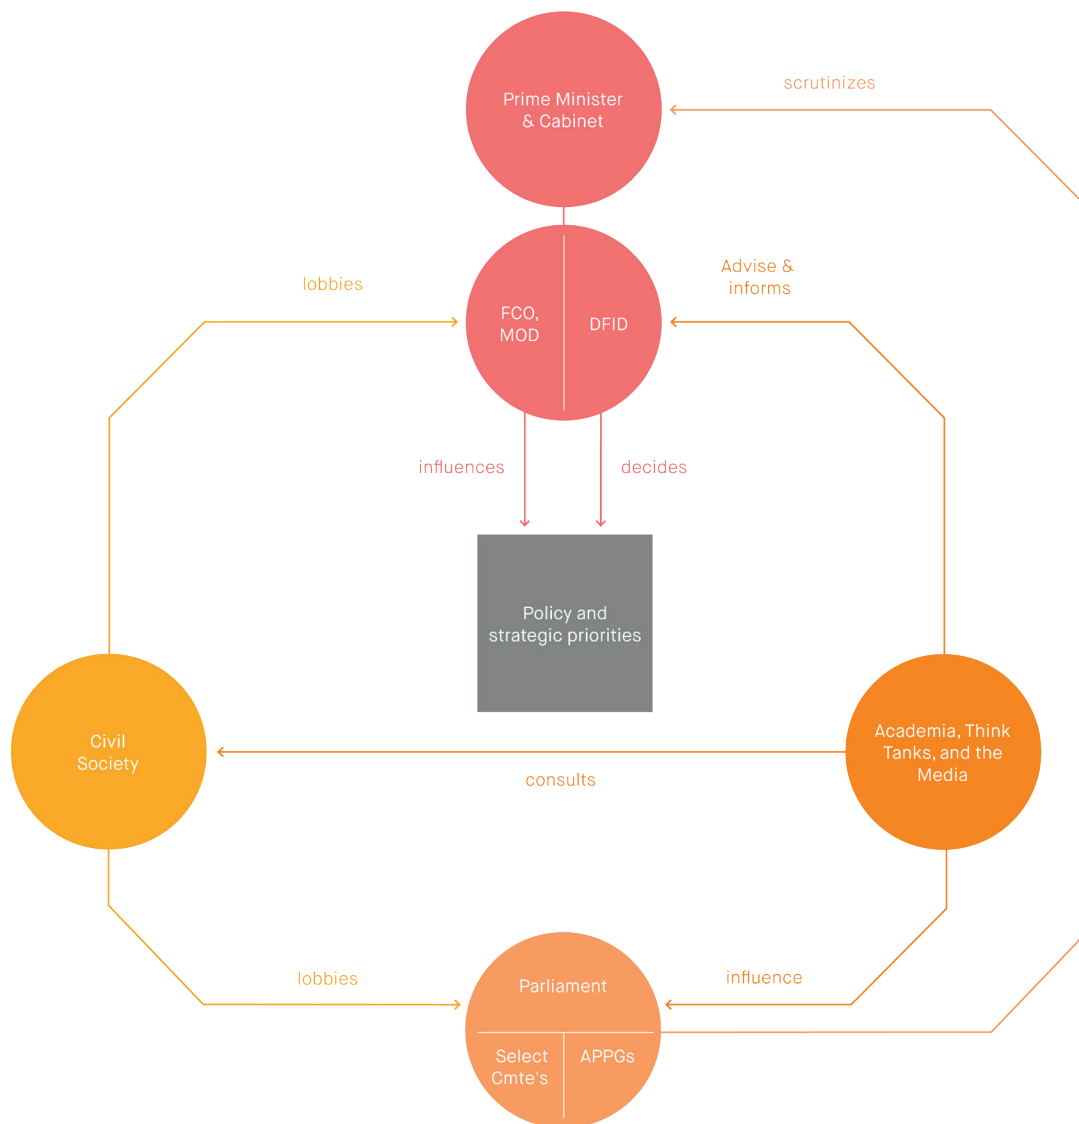 Prime Minister
& Cabinet
scrutinizes
lobbies
Advise &
informs
FCO,
MOD
DFID
influences
decides
Policy and
strategic priorities
Civil
Society
Academia, Think
Tanks, and the
Media
consults
lobbies
Parliament
influence
Select
Cmte's
APPGs